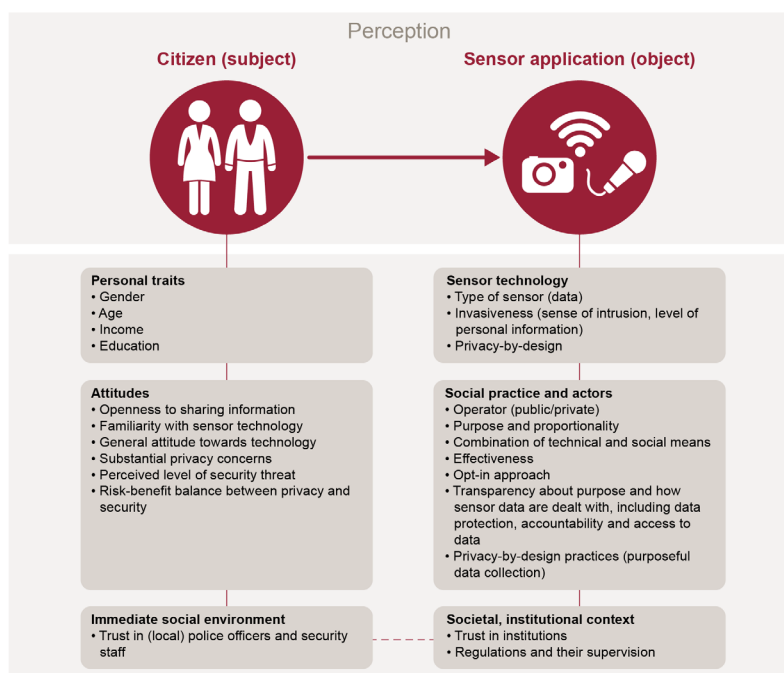 Perception
Citizen (subject)
Sensor application (object)
Personal traits
• Gender
• Age
• Income
• Education
Attitudes
• Openness to sharing information
• Familiarity with sensor technology
• General attitude towards technology
• Substantial privacy concerns
• Perceived level of security threat
• Risk-benefit balance between privacy and
security
Immediate social environment
• Trust in (local) police officers and security
staff
Sensor technology
• Type of sensor (data)
• Invasiveness (sense of intrusion, level of
personal information)
• Privacy-by-design
Social practice and actors
• Operator (public/private)
• Purpose and proportionality
• Combination of technical and social means
• Effectiveness
• Opt-in approach
• Transparency about purpose and how
sensor data are dealt with, including data
protection, accountability and access to
data
• Privacy-by-design practices (purposeful
data collection)
Societal, institutional context
• Trust in institutions
• Regulations and their supervision